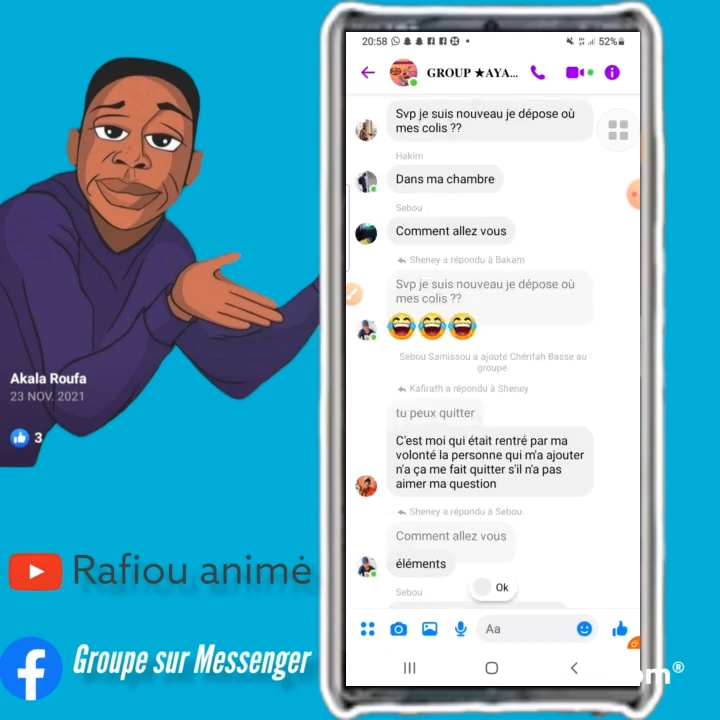 20:58
52%
GROUP ★AYA...
Svp je suis nouveau je dépose où
mes colis ??
Hakim
Dans ma chambre
Sebou
Comment allez vous
Sheney a répondu à Bakam
Svp je suis nouveau je dépose où
mes colis ??
Sebou Samissou a ajouté Chérifah Basse au
groupe
Kafirath a répondu à Sheney
tu peux quitter
C'est moi qui était rentré par ma
volonté la personne qui m'a ajouter
n'a ça me fait quitter s'il n'a pas
aimer ma question
Sheney a répondu à Sebou
Comment allez vous
éléments
Sebou
Ok
Aa
Akala Roufa
23 NOV. 2021
3
Rafiou animė
Groupe sur Messenger
om®